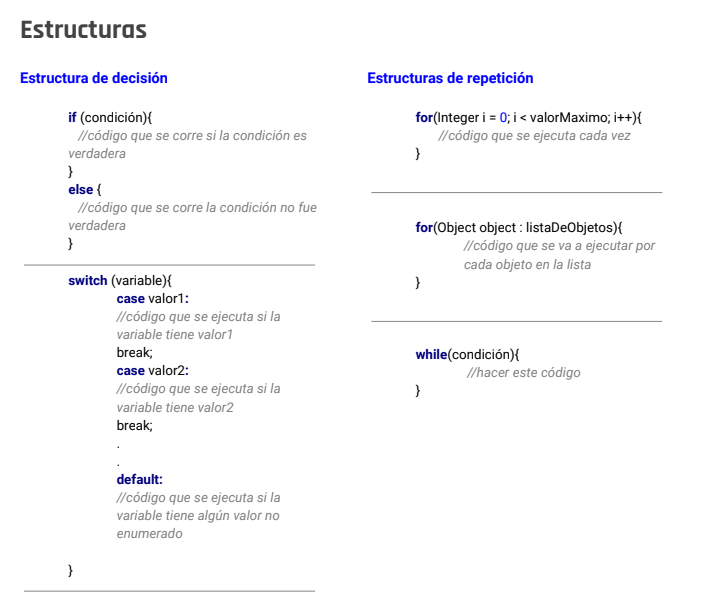 Estructuras
Estructura de decisión
if (condición){
//código que se corre si la condición es
verdadera
}
else {
//código que se corre la condición no fue
verdadera
}
switch (variable){
case valor1:
//código que se ejecuta si la
variable tiene valor1
break;
case valor2:
//código que se ejecuta si la
variable tiene valor2
break;
.
.
default:
//código que se ejecuta si la
variable tiene algún valor no
enumerado
}
Estructuras de repetición
for(Integer i = 0; i < valorMaximo; i++){
//código que se ejecuta cada vez
}
for(Object object : listaDeObjetos){
//código que se va a ejecutar por
cada objeto en la lista
}
while(condición){
//hacer este código
}